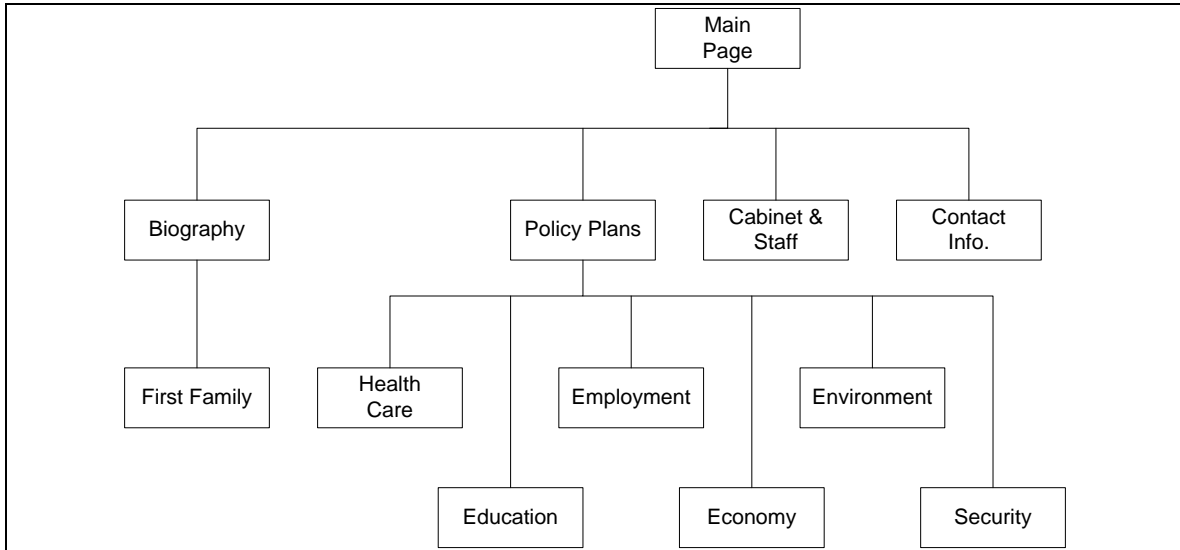 Main
Page
Biography
Policy Plans
Cabinet &
Staff
Contact
Info.
First Family
Health
Care
Employment
Environment
Education
Economy
Security